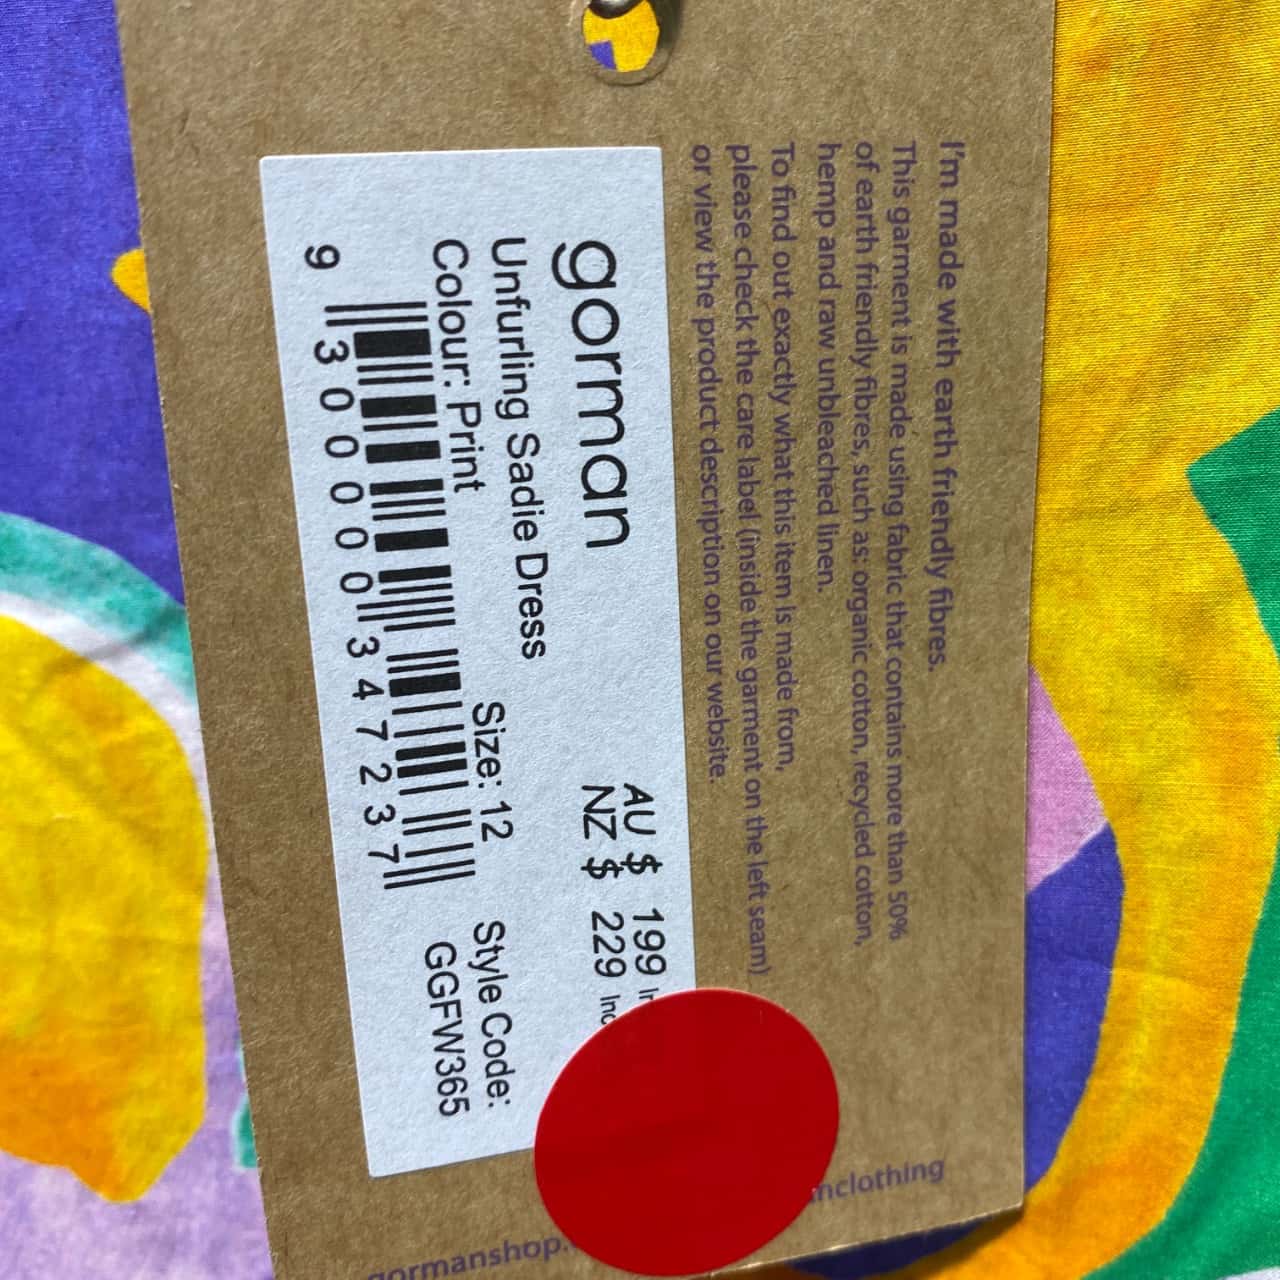 I'm made with earth friendly fibres.
This garment is made using fabric that contains more than 50%
of earth friendly fibres, such as: organic cotton, recycled cotton,
hemp and raw unbleached linen.
To find out exactly what this item is made from,
please check the care label (inside the garment on the left seam)
or view the product description on our website.
gorman
AU $ 199
NZ $ 229 Inc
Unfurling Sadie Dress
Colour: Print
Size: 12
Style Code:
GGFW365
9 300000 347237
nclothing
gormanshop.